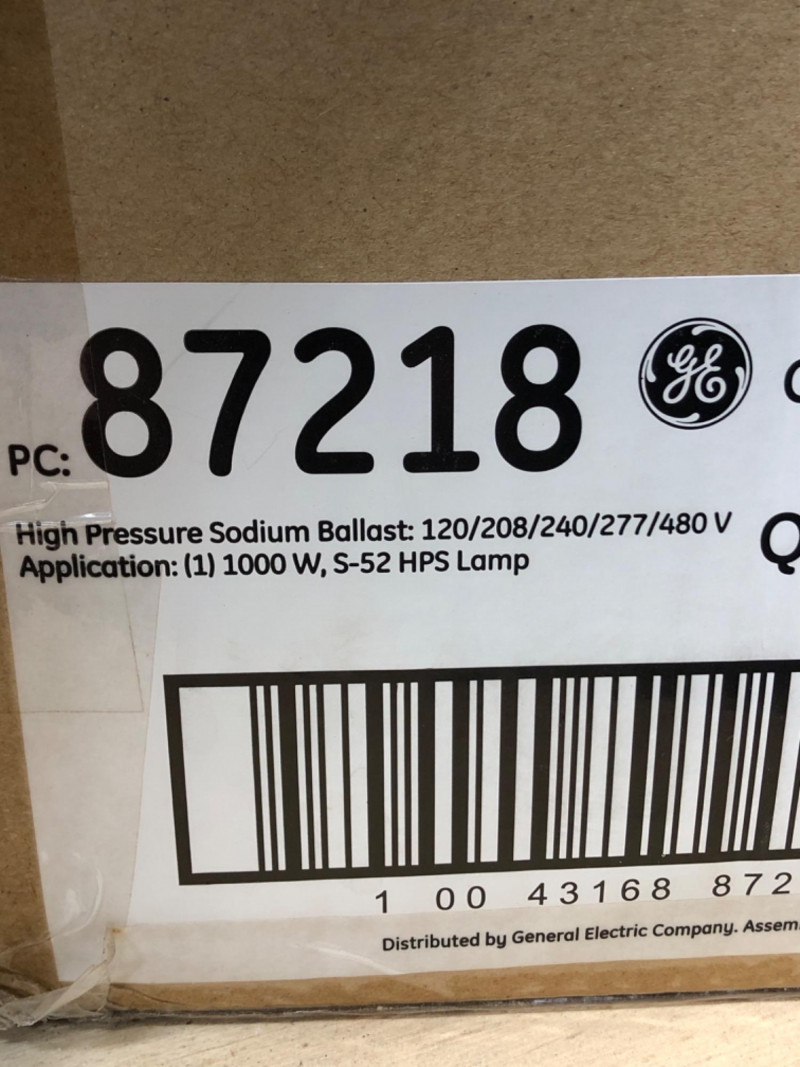 PC: 87218 GE
High Pressure Sodium Ballast: 120/208/240/277/480 V
Application: (1) 1000 W, S-52 HPS Lamp
Q
1 00 43168 872
Distributed by General Electric Company. Assem